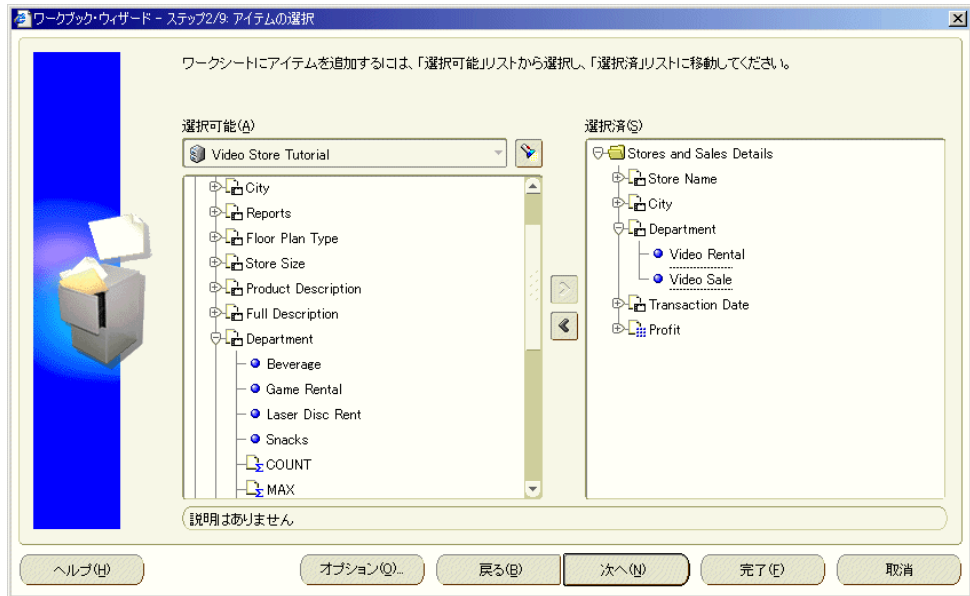 ワークブック・ウィザード - ステップ2/9: アイテムの選択
ワークシートにアイテムを追加するには、「選択可能」リストから選択し、「選択済」リストに移動してください。
選択可能(A)
Video Store Tutorial
City
Reports
Floor Plan Type
Store Size
Product Description
Full Description
Department
Beverage
Game Rental
Laser Disc Rent
Snacks
COUNT
MAX
選択済(S)
Stores and Sales Details
Store Name
City
Department
Video Rental
Video Sale
Transaction Date
Profit
説明はありません
ヘルプ(H)
オプション(O)...
戻る(B)
次へ(N)
完了(F)
取消